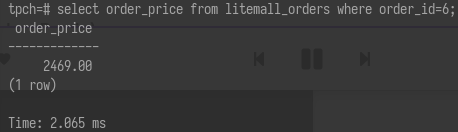 tpch=# select order_price from litemall_orders where order_id=6;
order_price
-------------
2469.00
(1 row)
Time: 2.065 ms